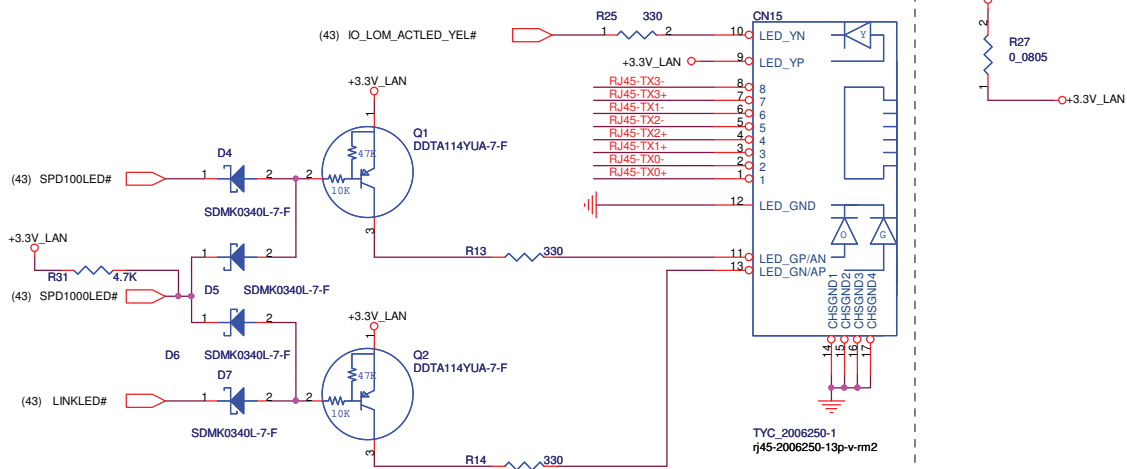 R25 330
CN15
(43) IO_LOM_ACTLED_YEL#
1 2
10 LED_YN
Y
2
R27
0_0805
1
+3.3V_LAN
+3.3V_LAN
9 LED_YP
RJ45-TX3- 8 8
RJ45-TX3+ 7 7
RJ45-TX1- 6 6
RJ45-TX2- 5 5
RJ45-TX2+ 4 4
RJ45-TX1+ 3 3
RJ45-TX0- 2 2
RJ45-TX0+ 1 1
12 LED_GND
O G
11 LED_GP/AN
13 LED_GN/AP
CHSGND1
CHSGND2
CHSGND3
CHSGND4
14 15 16 17
TYC_2006250-1
rj45-2006250-13p-v-rm2
+3.3V_LAN
1
Q1
DDTA114YUA-7-F
47K
10K
3
D4
(43) SPD100LED# 1 2 2
SDMK0340L-7-F
+3.3V_LAN
R31 4.7K
1 2
D5 SDMK0340L-7-F
(43) SPD1000LED#
R13 330
1 2
D6 SDMK0340L-7-F
+3.3V_LAN
1
Q2
DDTA114YUA-7-F
47K
10K
3
D7
(43) LINKLED# 1 2 2
SDMK0340L-7-F
R14 330